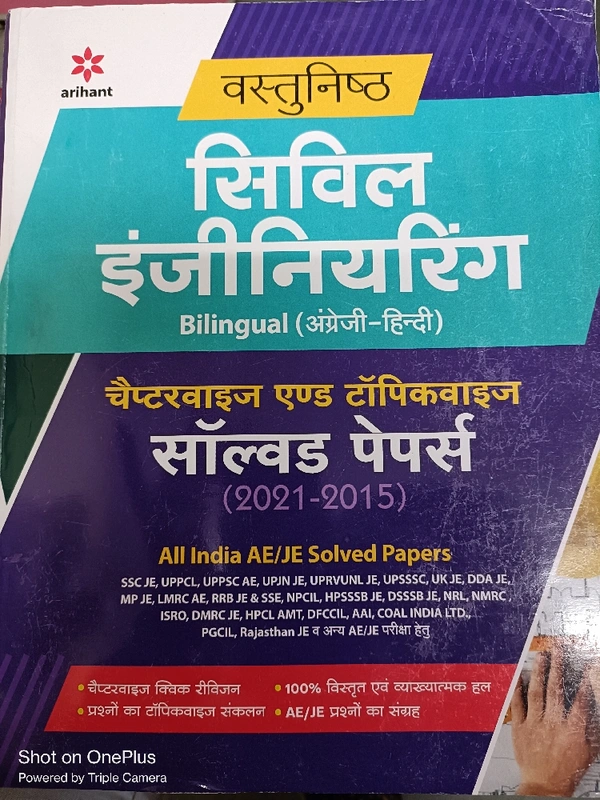 arihant
वस्तुनिष्ठ
सिविल
इंजीनियरिंग
Bilingual (अंग्रेजी-हिन्दी)
चैप्टरवाइज एण्ड टॉपिकवाइज
सॉल्वड पेपर्स
(2021-2015)
All India AE/JE Solved Papers
SSC JE, UPPCL, UPPSC AE, UPJN JE, UPRVUNL JE, UPSSSC, UK JE, DDA JE,
MP JE, LMRC AE, RRB JE & SSE, NPCIL, HPSSSB JE, DSSSB JE, NRL, NMRC ,
ISRO, DMRC JE, HPCL AMT, DFCCIL, AAI, COAL INDIA LTD.,
PGCIL, Rajasthan JE व अन्य AE/JE परीक्षा हेतु
• चैप्टरवाइज क्विक रीविजन • 100% विस्तृत एवं व्याख्यात्मक हल
• प्रश्नों का टॉपिकवाइज संकलन • AE/JE प्रश्नों का संग्रह
Shot on OnePlus
Powered by Triple Camera